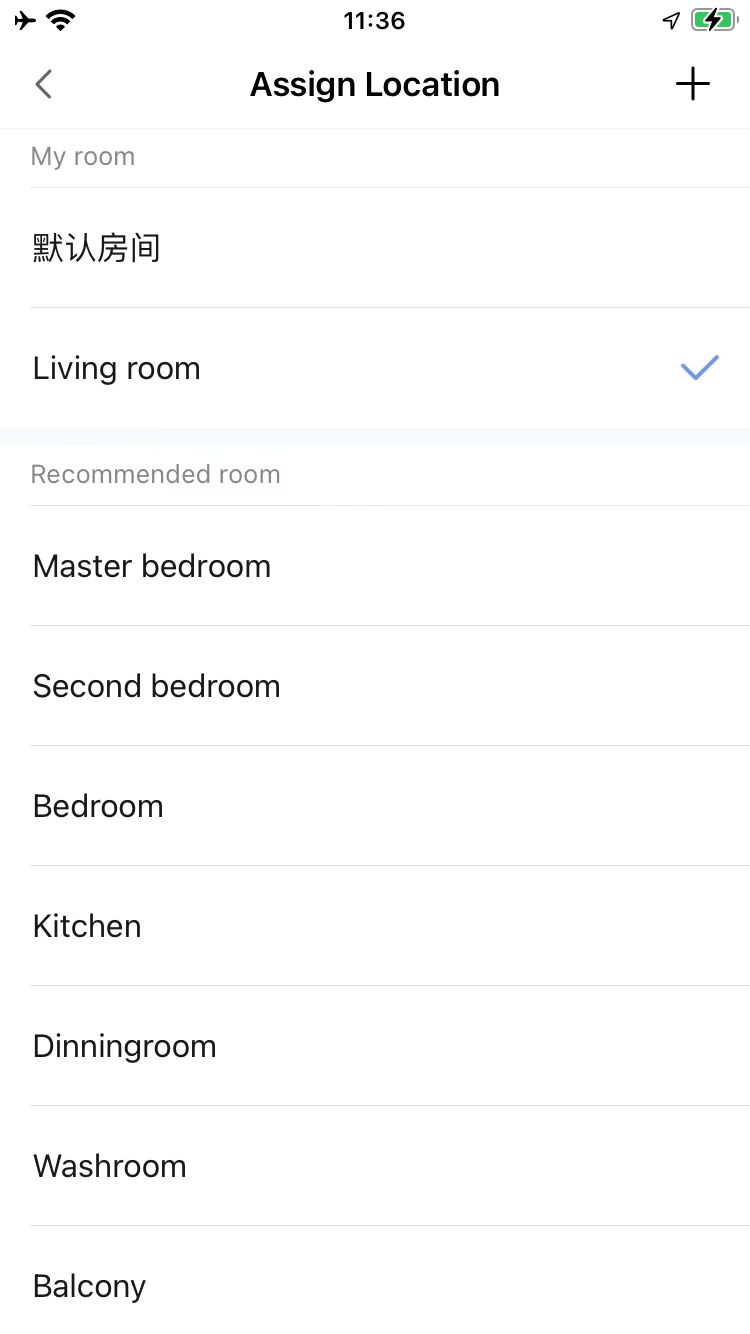 11:36
Assign Location
My room
默认房间
Living room
Recommended room
Master bedroom
Second bedroom
Bedroom
Kitchen
Dinningroom
Washroom
Balcony